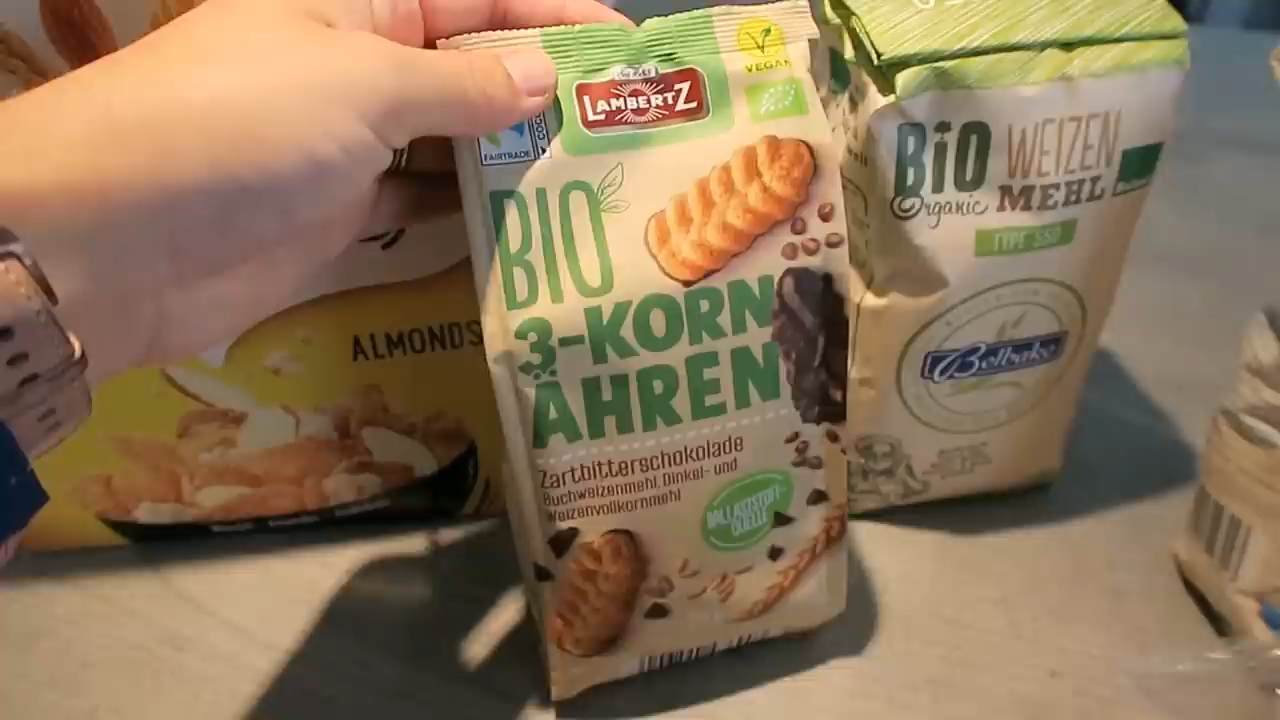 VEGAN
LAMBERTZ
FAIRTRADE
BIO
3-KORN
ÄHREN
Zartbitterschokolade
Buchweizenmehl, Dinkel- und
Weizenvollkornmehl
BALLASTSTOFF-
QUELLE
ALMONDS
BIO WEIZEN
Organic MEHL
TYPE 550
Belbake